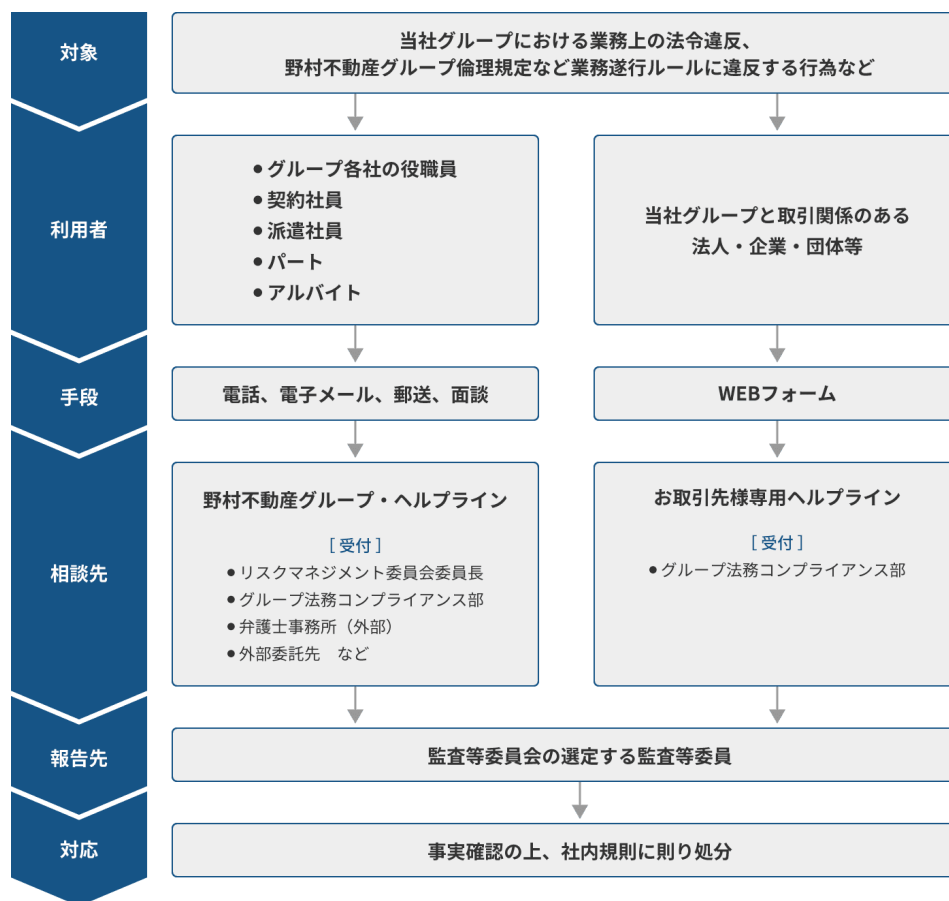 対象
当社グループにおける業務上の法令違反、
野村不動産グループ倫理規定など業務遂行ルールに違反する行為など
利用者
● グループ各社の役職員
● 契約社員
● 派遣社員
● パート
● アルバイト
当社グループと取引関係のある
法人・企業・団体等
手段
電話、電子メール、郵送、面談
WEBフォーム
相談先
野村不動産グループ・ヘルプライン
［ 受付 ］
● リスクマネジメント委員会委員長
● グループ法務コンプライアンス部
● 弁護士事務所（外部）
● 外部委託先　など
お取引先様専用ヘルプライン
［ 受付 ］
● グループ法務コンプライアンス部
報告先
監査等委員会の選定する監査等委員
対応
事実確認の上、社内規則に則り処分